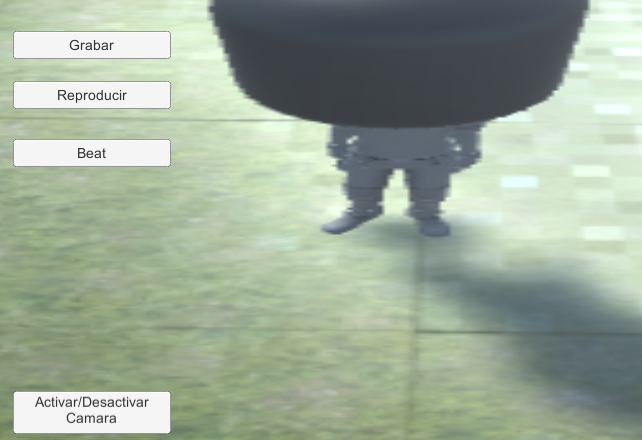 Grabar
Reproducir
Beat
Activar/Desactivar
Camara